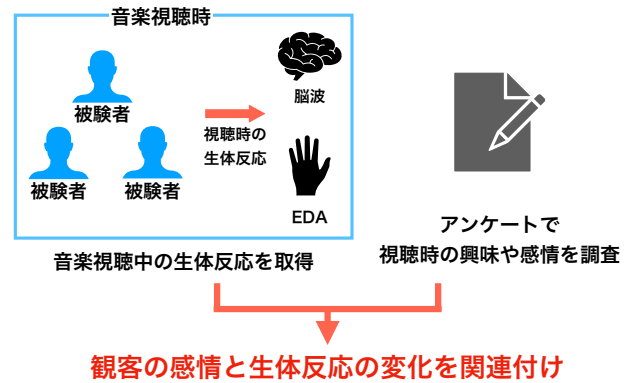 音楽視聴時
被験者
被験者
被験者
視聴時の
生体反応
脳波
EDA
音楽視聴中の生体反応を取得
アンケートで
視聴時の興味や感情を調査
観客の感情と生体反応の変化を関連付け